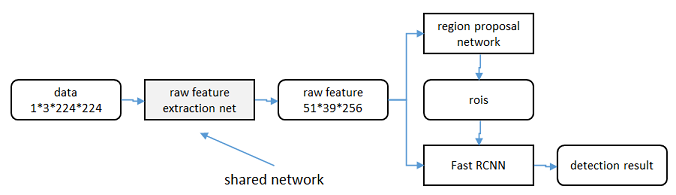 region proposal
network
data
1*3*224*224
raw feature
extraction net
raw feature
51*39*256
rois
Fast RCNN
detection result
shared network